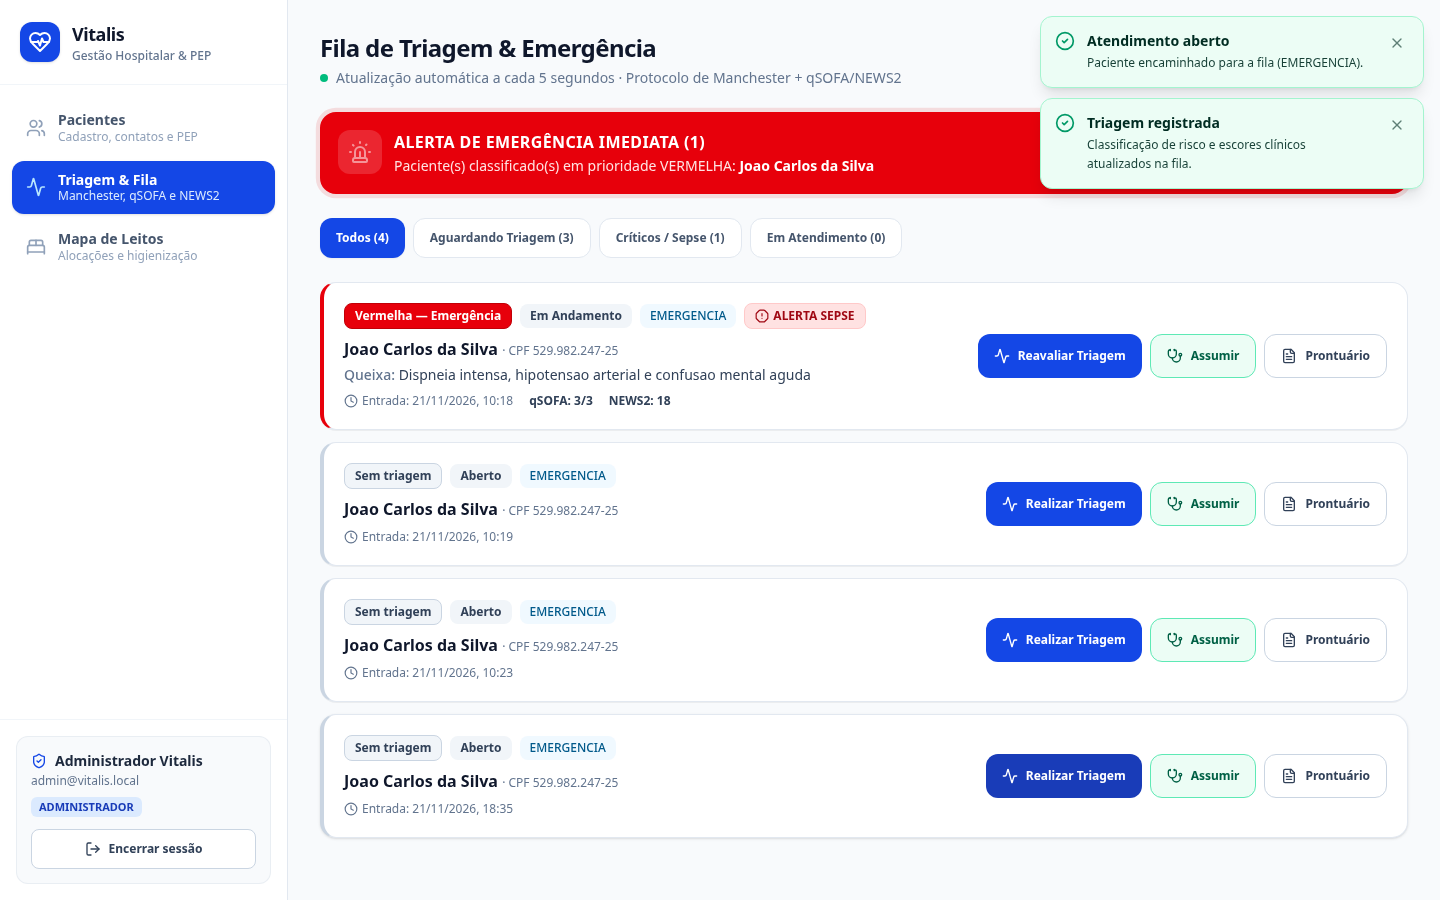 Vitalis
Gestão Hospitalar & PEP
Pacientes
Cadastro, contatos e PEP
Triagem & Fila
Manchester, qSOFA e NEWS2
Mapa de Leitos
Alocações e higienização
Administrador Vitalis
admin@vitalis.local
ADMINISTRADOR
Encerrar sessão
Fila de Triagem & Emergência
Atualização automática a cada 5 segundos · Protocolo de Manchester + qSOFA/NEWS2
Atendimento aberto
Paciente encaminhado para a fila (EMERGENCIA).
Triagem registrada
Classificação de risco e escores clínicos
atualizados na fila.
ALERTA DE EMERGÊNCIA IMEDIATA (1)
Paciente(s) classificado(s) em prioridade VERMELHA: Joao Carlos da Silva
Todos (4) Aguardando Triagem (3) Críticos / Sepse (1) Em Atendimento (0)
Vermelha — Emergência Em Andamento EMERGENCIA ALERTA SEPSE
Joao Carlos da Silva · CPF 529.982.247-25
Queixa: Dispneia intensa, hipotensao arterial e confusao mental aguda
Entrada: 21/11/2026, 10:18 qSOFA: 3/3 NEWS2: 18
Reavaliar Triagem Assumir Prontuário
Sem triagem Aberto EMERGENCIA
Joao Carlos da Silva · CPF 529.982.247-25
Entrada: 21/11/2026, 10:19
Realizar Triagem Assumir Prontuário
Sem triagem Aberto EMERGENCIA
Joao Carlos da Silva · CPF 529.982.247-25
Entrada: 21/11/2026, 10:23
Realizar Triagem Assumir Prontuário
Sem triagem Aberto EMERGENCIA
Joao Carlos da Silva · CPF 529.982.247-25
Entrada: 21/11/2026, 18:35
Realizar Triagem Assumir Prontuário